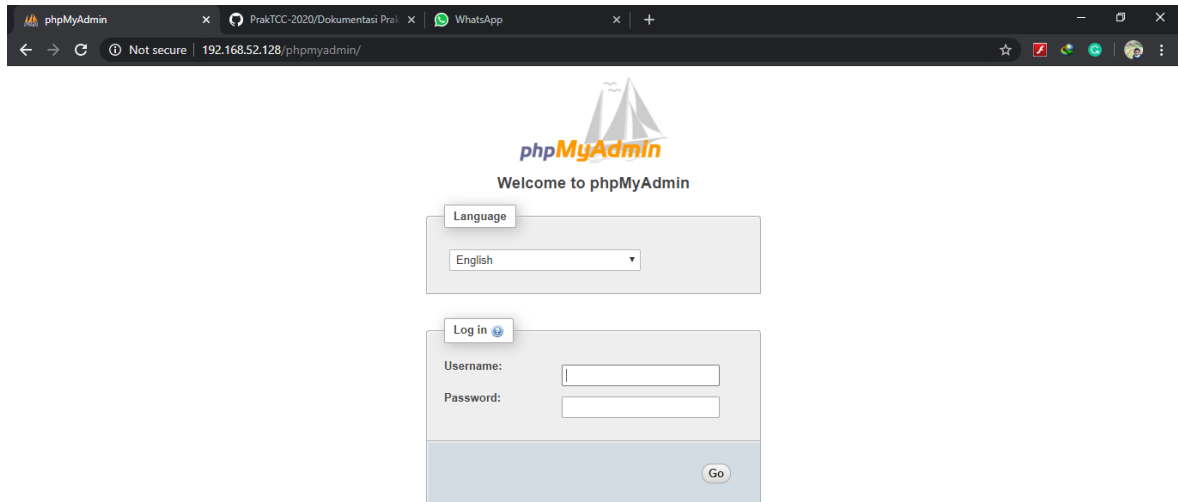 phpMyAdmin
PrakTCC-2020/Dokumentasi Prak
WhatsApp
Not secure
192.168.52.128/phpmyadmin/
phpMyAdmin
Welcome to phpMyAdmin
Language
English
Log in
Username:
Password:
Go